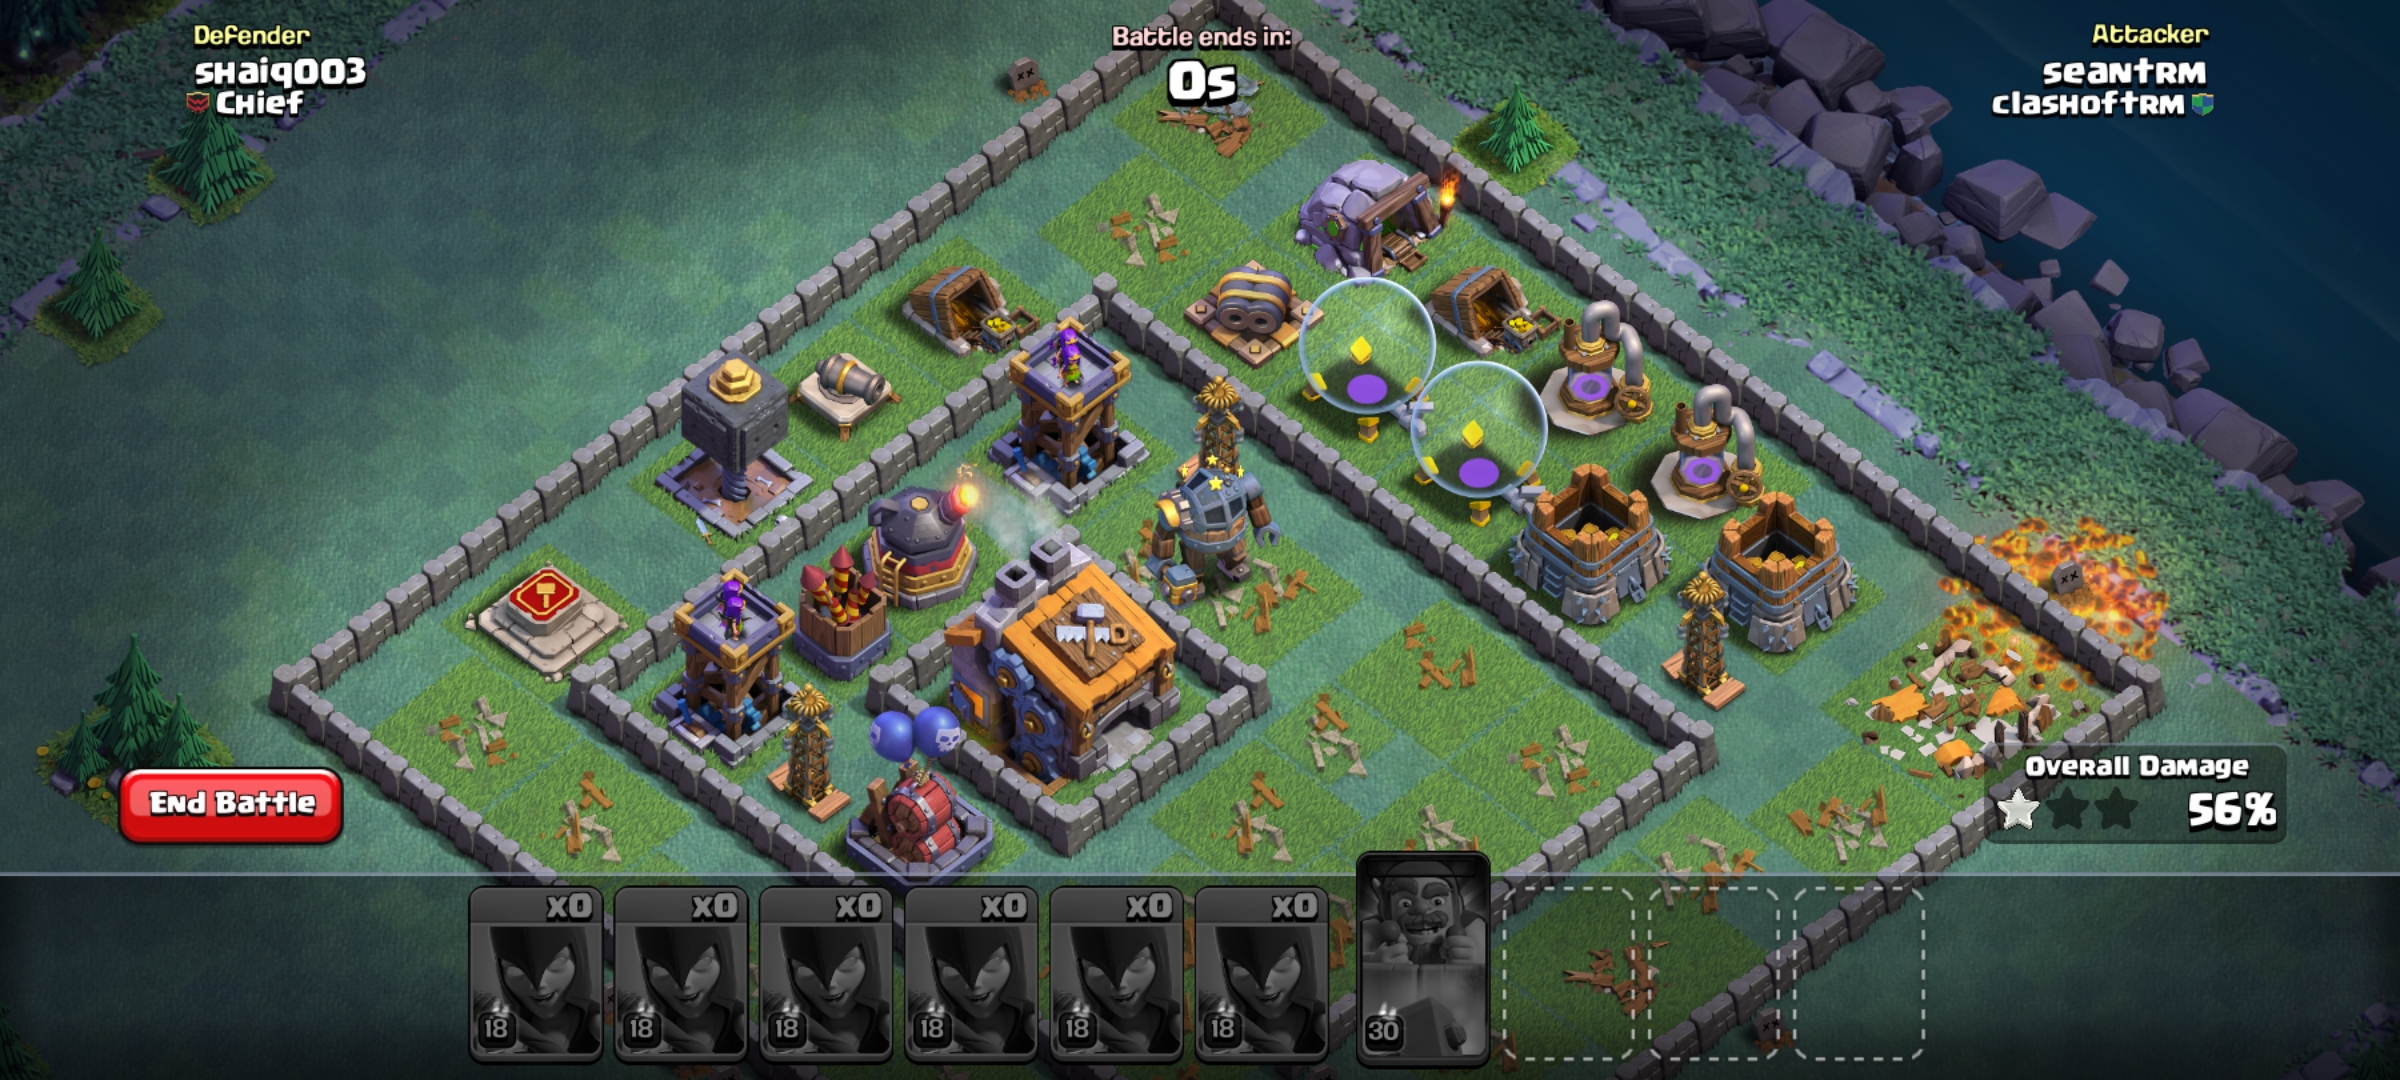 Defender
shaiq003
Chief
Battle ends in:
0s
Attacker
seantRM
clashoftRM
End Battle
Overall Damage
56%
x0
x0
x0
x0
x0
x0
18
18
18
18
18
18
30